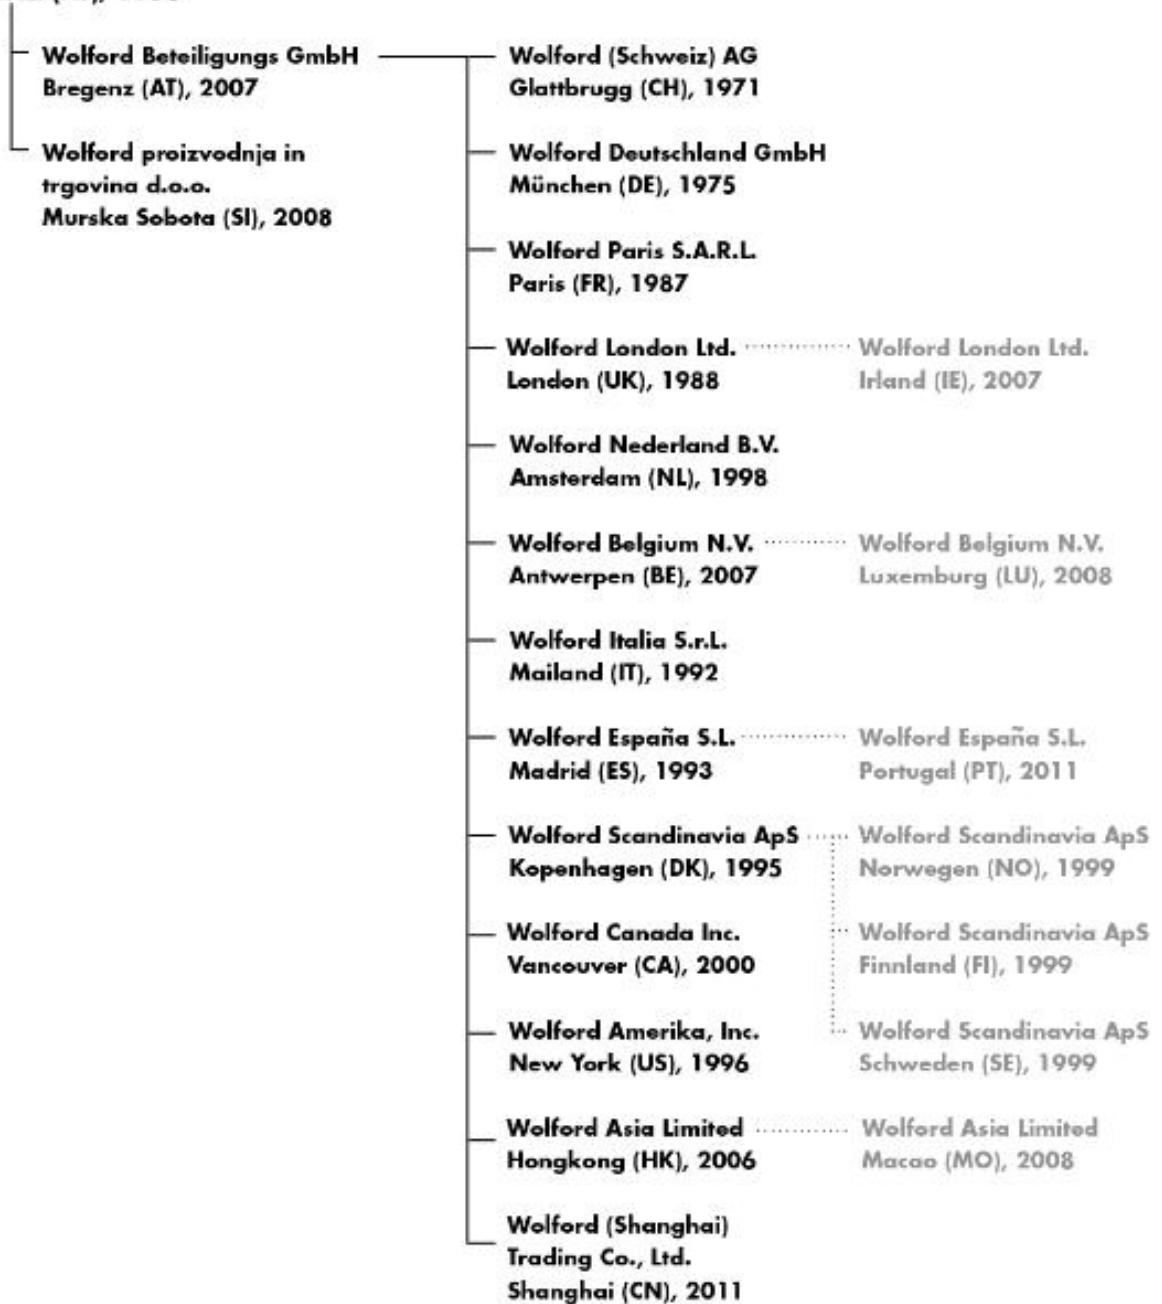 Wolford Beteiligungs GmbH
Bregenz (AT), 2007
Wolford proizvodnja in
trgovina d.o.o.
Murska Sobota (SI), 2008
Wolford (Schweiz) AG
Glattbrugg (CH), 1971
Wolford Deutschland GmbH
München (DE), 1975
Wolford Paris S.A.R.L.
Paris (FR), 1987
Wolford London Ltd.
London (UK), 1988
Wolford London Ltd.
Irland (IE), 2007
Wolford Nederland B.V.
Amsterdam (NL), 1998
Wolford Belgium N.V.
Antwerpen (BE), 2007
Wolford Belgium N.V.
Luxemburg (LU), 2008
Wolford Italia S.r.L.
Mailand (IT), 1992
Wolford España S.L.
Madrid (ES), 1993
Wolford España S.L.
Portugal (PT), 2011
Wolford Scandinavia ApS
Kopenhagen (DK), 1995
Wolford Scandinavia ApS
Norwegen (NO), 1999
Wolford Scandinavia ApS
Finnland (FI), 1999
Wolford Scandinavia ApS
Schweden (SE), 1999
Wolford Canada Inc.
Vancouver (CA), 2000
Wolford Amerika, Inc.
New York (US), 1996
Wolford Asia Limited
Hongkong (HK), 2006
Wolford Asia Limited
Macao (MO), 2008
Wolford (Shanghai)
Trading Co., Ltd.
Shanghai (CN), 2011